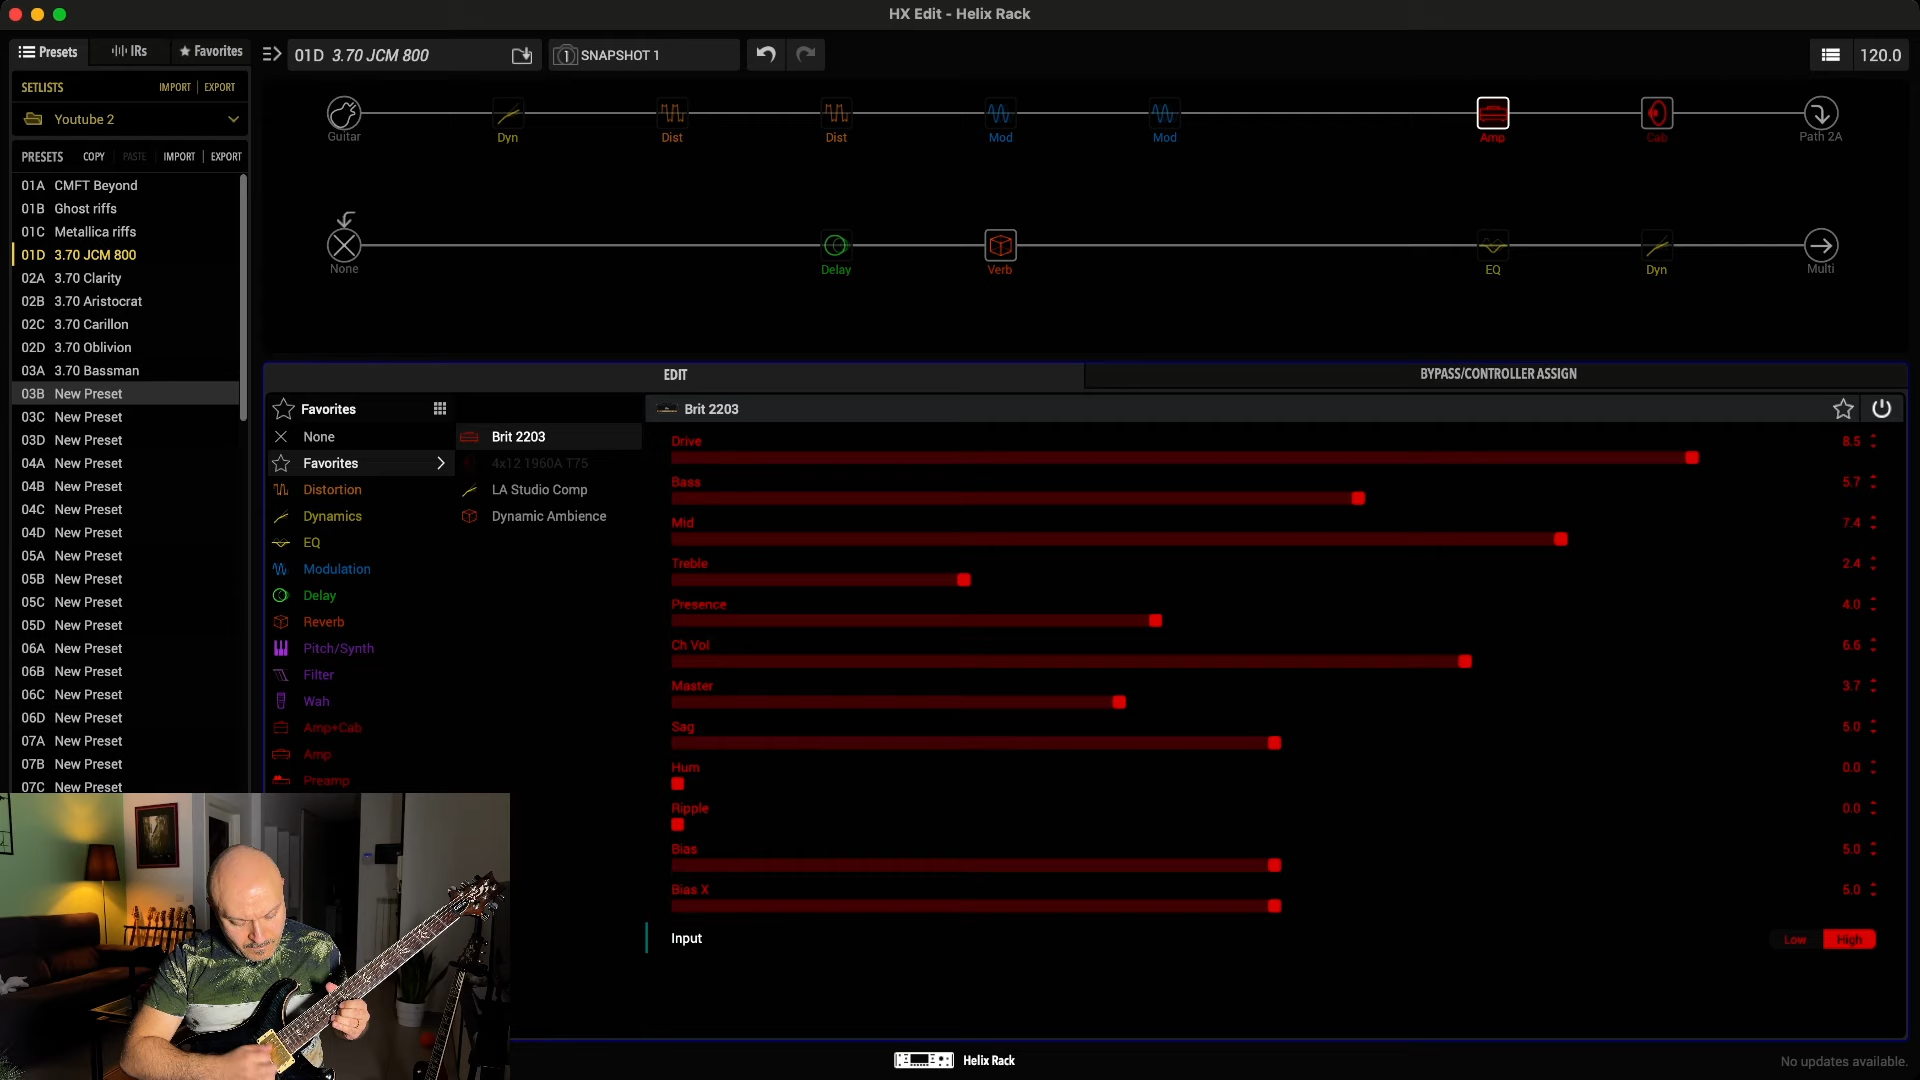 HX Edit - Helix Rack
Presets
IRs
Favorites
01D 3.70 JCM 800
1 SNAPSHOT 1
120.0
SETLISTS IMPORT | EXPORT
Youtube 2
PRESETS COPY PASTE IMPORT | EXPORT
01A CMFT Beyond
01B Ghost riffs
01C Metallica riffs
01D 3.70 JCM 800
02A 3.70 Clarity
02B 3.70 Aristocrat
02C 3.70 Carillon
02D 3.70 Oblivion
03A 3.70 Bassman
03B New Preset
03C New Preset
03D New Preset
04A New Preset
04B New Preset
04C New Preset
04D New Preset
05A New Preset
05B New Preset
05C New Preset
05D New Preset
06A New Preset
06B New Preset
06C New Preset
06D New Preset
07A New Preset
07B New Preset
07C New Preset
Guitar Dyn Dist Dist Mod Mod Amp Cab Path 2A
None Delay Verb EQ Dyn Multi
EDIT
BYPASS/CONTROLLER ASSIGN
Favorites
None
Favorites
Distortion
Dynamics
EQ
Modulation
Delay
Reverb
Pitch/Synth
Filter
Wah
Amp+Cab
Amp
Preamp
Brit 2203
4x12 1960A T75
LA Studio Comp
Dynamic Ambience
Brit 2203
Drive 8.5
Bass 5.7
Mid 7.4
Treble 2.4
Presence 4.0
Ch Vol 6.6
Master 3.7
Sag 5.0
Hum 0.0
Ripple 0.0
Bias 5.0
Bias X 5.0
Input Low High
Helix Rack
No updates available.